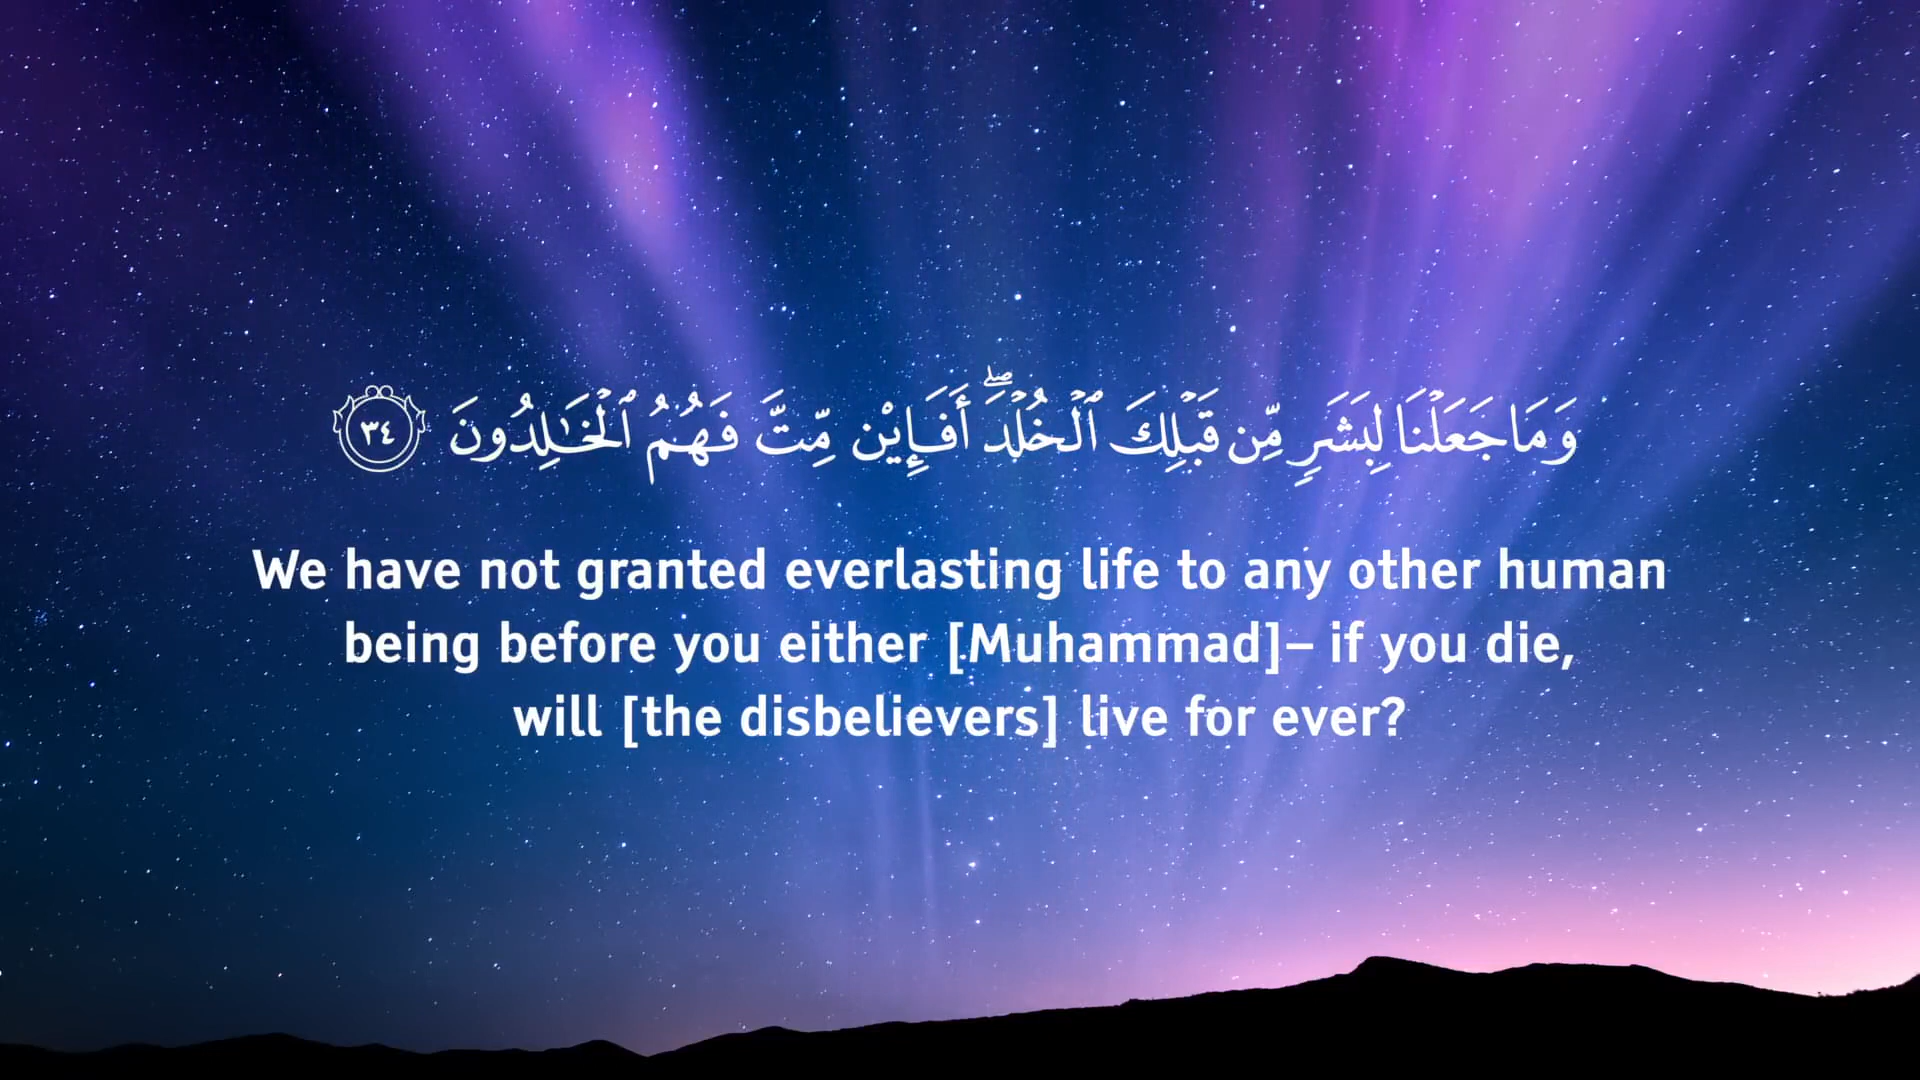 وَمَا جَعَلْنَا لِبَشَرٍ مِّن قَبْلِكَ ٱلْخُلْدَ ۖ أَفَإِيْن مِّتَّ فَهُمُ ٱلْخَـٰلِدُونَ ٣٤
We have not granted everlasting life to any other human
being before you either [Muhammad]– if you die,
will [the disbelievers] live for ever?